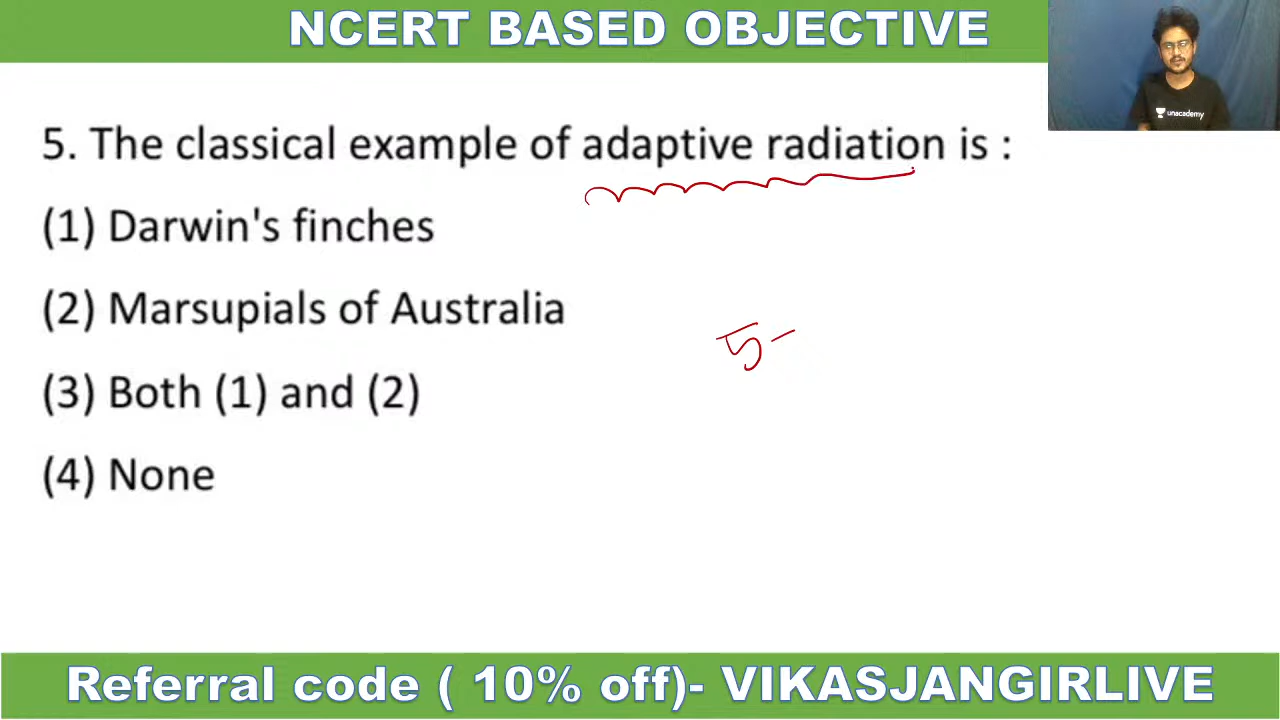 NCERT BASED OBJECTIVE
unacademy
5. The classical example of adaptive radiation is :
(1) Darwin's finches
(2) Marsupials of Australia
5-
(3) Both (1) and (2)
(4) None
Referral code ( 10% off)- VIKASJANGIRLIVE